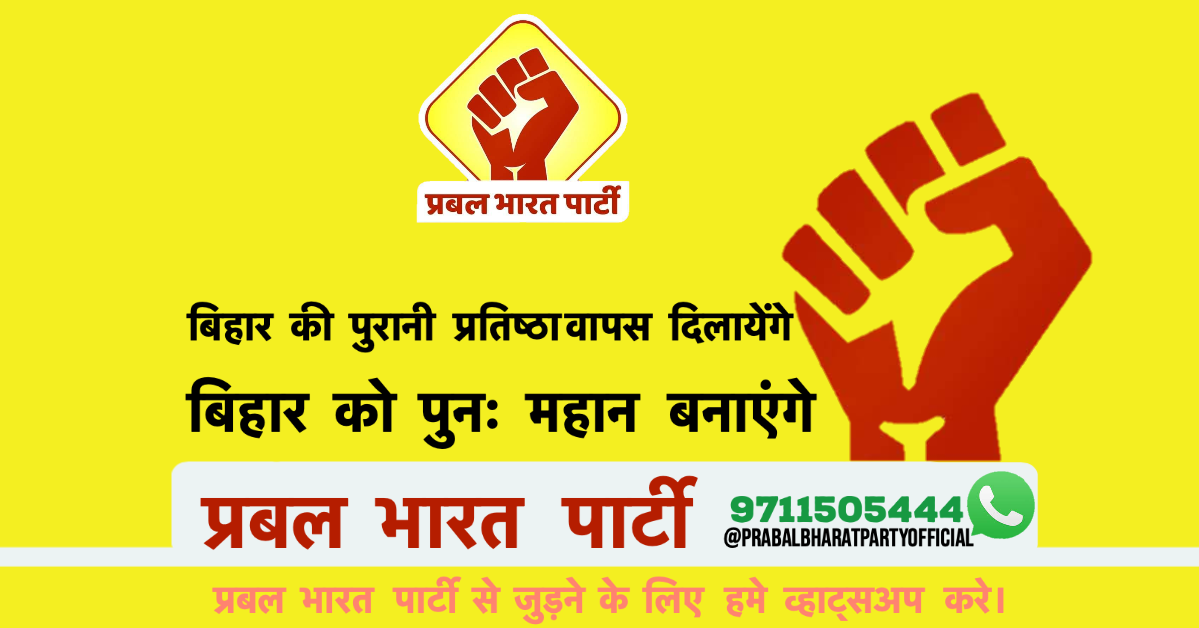 प्रबल भारत पार्टी
बिहार की पुरानी प्रतिष्ठा वापस दिलायेंगे
बिहार को पुनः महान बनाएंगे
प्रबल भारत पार्टी
9711505444
@PRABALBHARATPARTYOFFICIAL
प्रबल भारत पार्टी से जुड़ने के लिए हमे व्हाट्सअप करे।